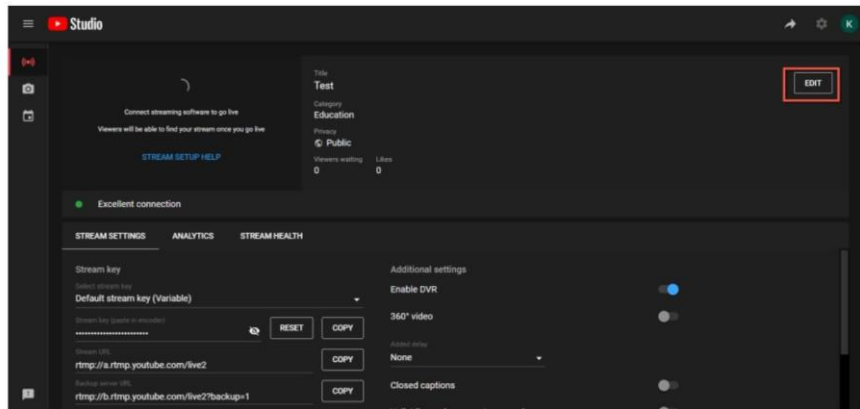 Studio
K
Connect streaming software to go live
Viewers will be able to find your stream once you go live
STREAM SETUP HELP
Title
Test
Category
Education
Privacy
Public
Viewers waiting Likes
0 0
EDIT
Excellent connection
STREAM SETTINGS ANALYTICS STREAM HEALTH
Stream key
Select stream key
Default stream key (Variable)
Stream key (paste in encoder)
RESET COPY
Stream URL
rtmp://a.rtmp.youtube.com/live2
COPY
Backup server URL
rtmp://b.rtmp.youtube.com/live2?backup=1
COPY
Additional settings
Enable DVR
360° video
Added delay
None
Closed captions